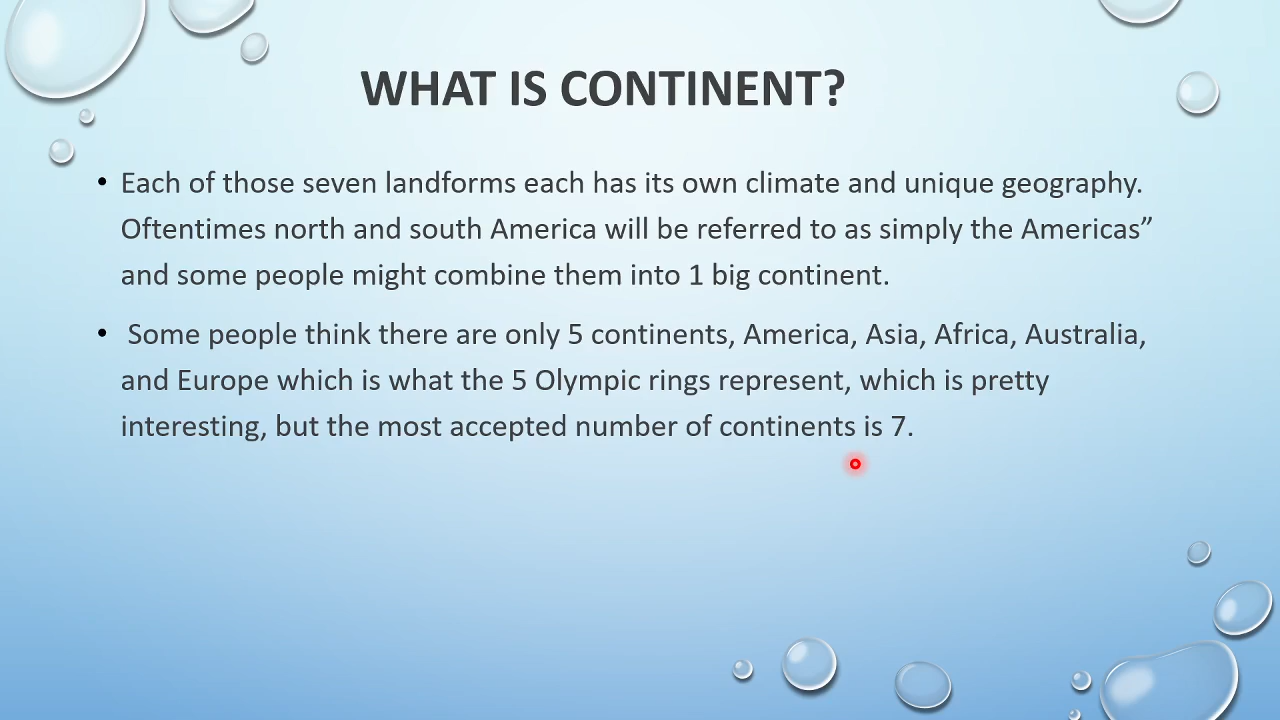 WHAT IS CONTINENT?
• Each of those seven landforms each has its own climate and unique geography.
Oftentimes north and south America will be referred to as simply the Americas”
and some people might combine them into 1 big continent.
• Some people think there are only 5 continents, America, Asia, Africa, Australia,
and Europe which is what the 5 Olympic rings represent, which is pretty
interesting, but the most accepted number of continents is 7.